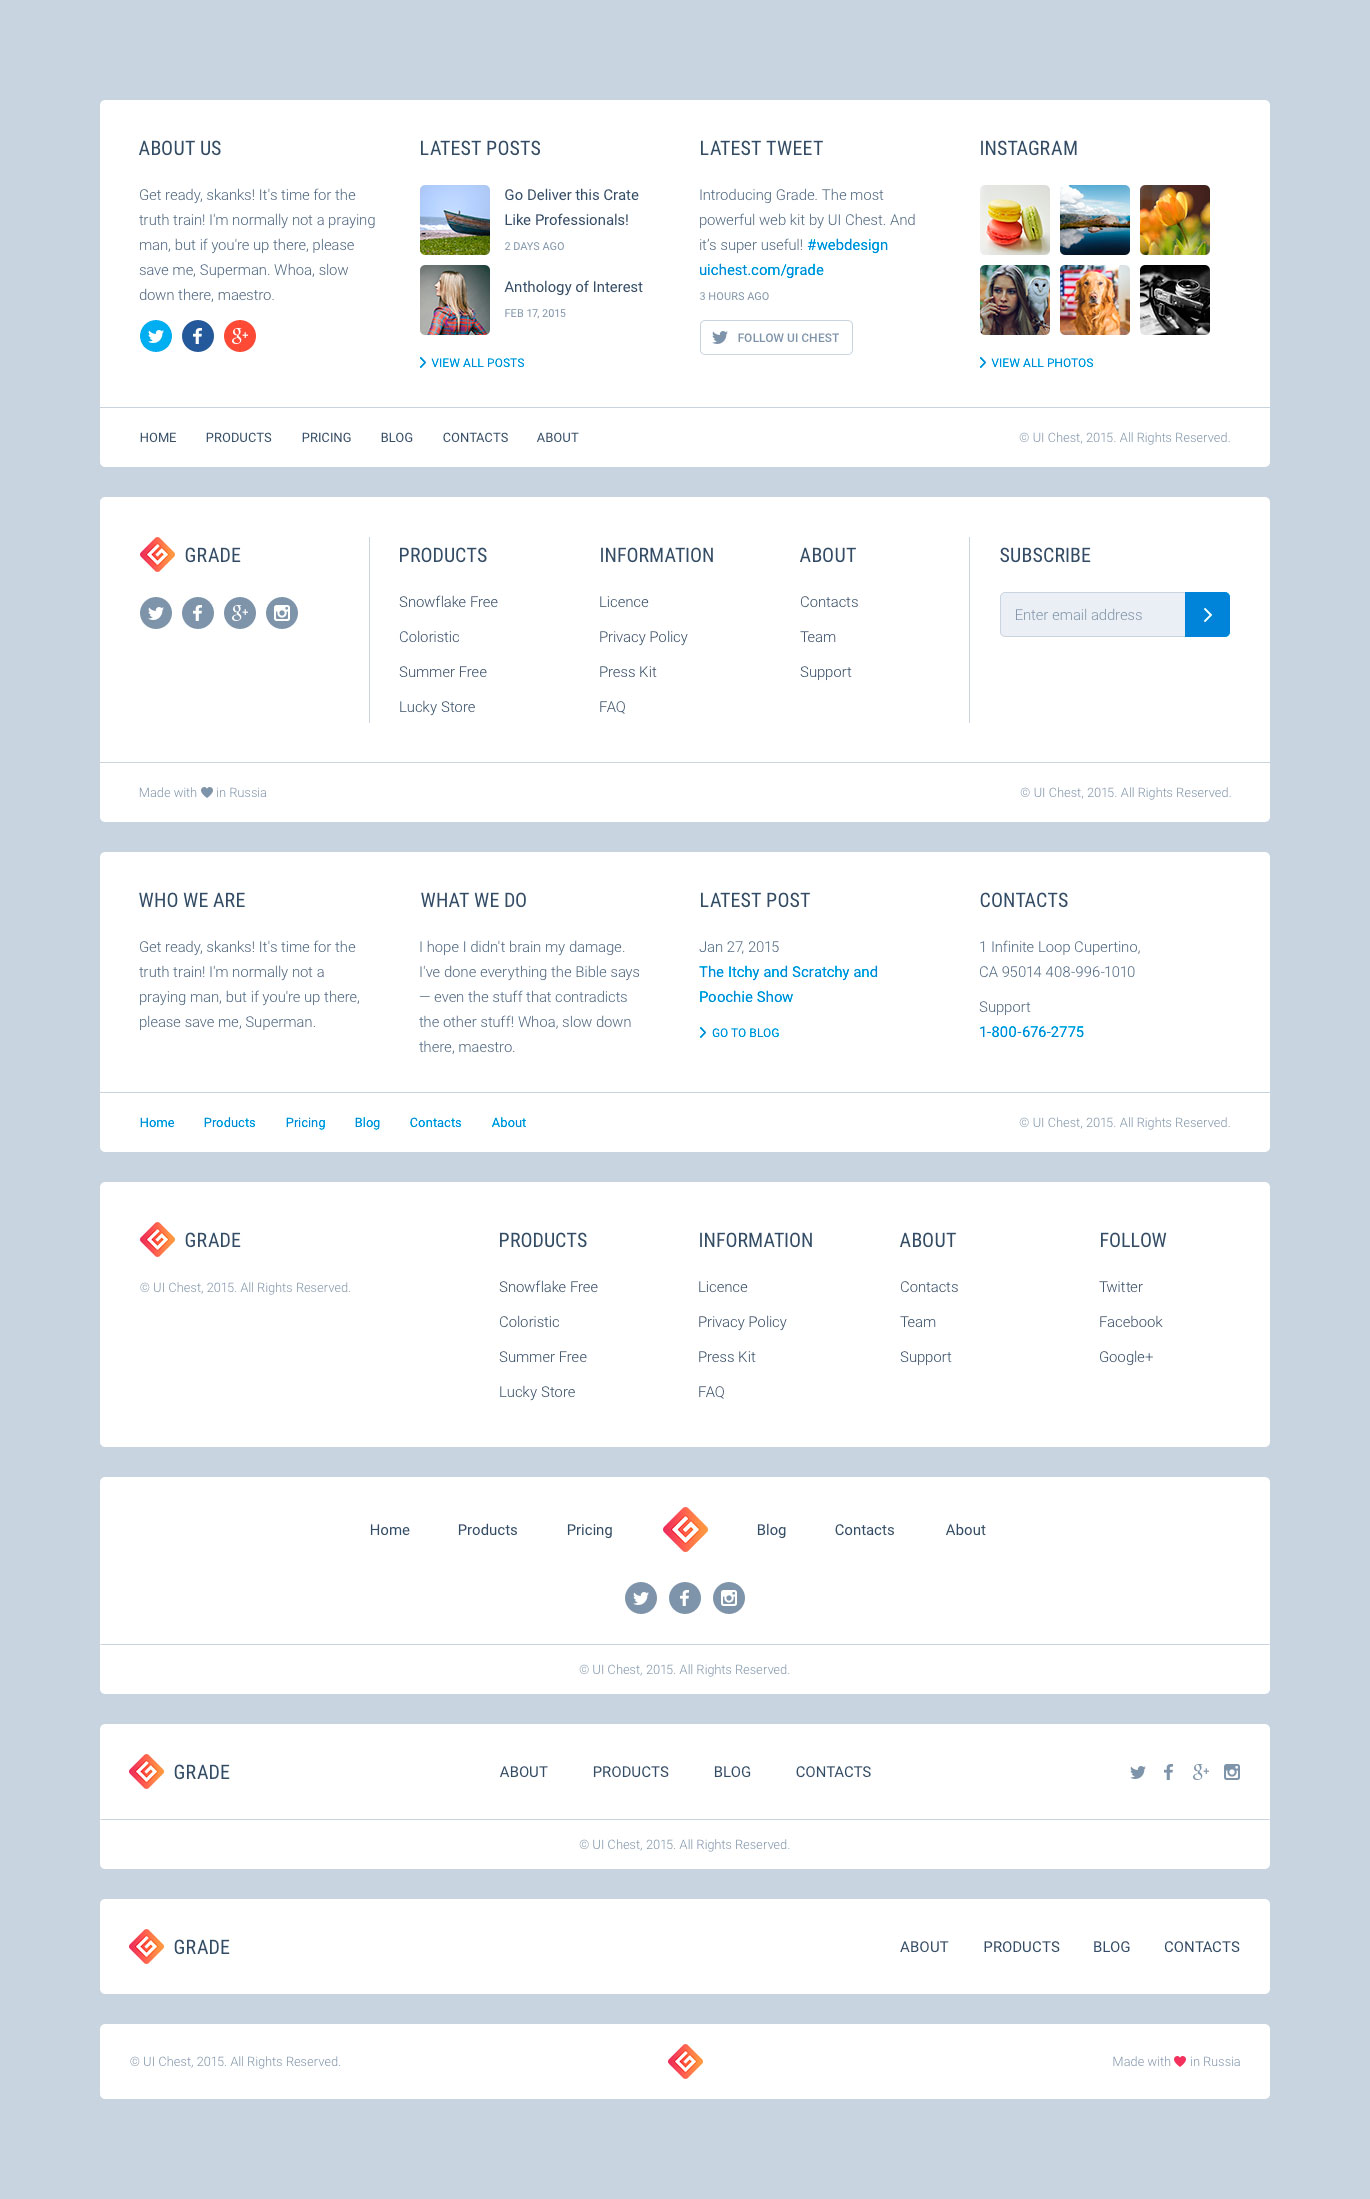 ABOUT US
Get ready, skanks! It's time for the
truth train! I'm normally not a praying
man, but if you're up there, please
save me, Superman. Whoa, slow
down there, maestro.
LATEST POSTS
Go Deliver this Crate
Like Professionals!
2 DAYS AGO
Anthology of Interest
FEB 17, 2015
VIEW ALL POSTS
LATEST TWEET
Introducing Grade. The most
powerful web kit by UI Chest. And
it's super useful! #webdesign
uichest.com/grade
3 HOURS AGO
FOLLOW UI CHEST
INSTAGRAM
VIEW ALL PHOTOS
HOME PRODUCTS PRICING BLOG CONTACTS ABOUT
© UI Chest, 2015. All Rights Reserved.
GRADE
PRODUCTS
Snowflake Free
Coloristic
Summer Free
Lucky Store
INFORMATION
Licence
Privacy Policy
Press Kit
FAQ
ABOUT
Contacts
Team
Support
SUBSCRIBE
Enter email address
Made with ♥ in Russia
© UI Chest, 2015. All Rights Reserved.
WHO WE ARE
Get ready, skanks! It's time for the
truth train! I'm normally not a
praying man, but if you're up there,
please save me, Superman.
WHAT WE DO
I hope I didn't brain my damage.
I've done everything the Bible says
— even the stuff that contradicts
the other stuff! Whoa, slow down
there, maestro.
LATEST POST
Jan 27, 2015
The Itchy and Scratchy and
Poochie Show
GO TO BLOG
CONTACTS
1 Infinite Loop Cupertino,
CA 95014 408-996-1010
Support
1-800-676-2775
Home Products Pricing Blog Contacts About
© UI Chest, 2015. All Rights Reserved.
GRADE
© UI Chest, 2015. All Rights Reserved.
PRODUCTS
Snowflake Free
Coloristic
Summer Free
Lucky Store
INFORMATION
Licence
Privacy Policy
Press Kit
FAQ
ABOUT
Contacts
Team
Support
FOLLOW
Twitter
Facebook
Google+
Home Products Pricing Blog Contacts About
© UI Chest, 2015. All Rights Reserved.
GRADE
ABOUT PRODUCTS BLOG CONTACTS
© UI Chest, 2015. All Rights Reserved.
GRADE
ABOUT PRODUCTS BLOG CONTACTS
© UI Chest, 2015. All Rights Reserved.
Made with ♥ in Russia